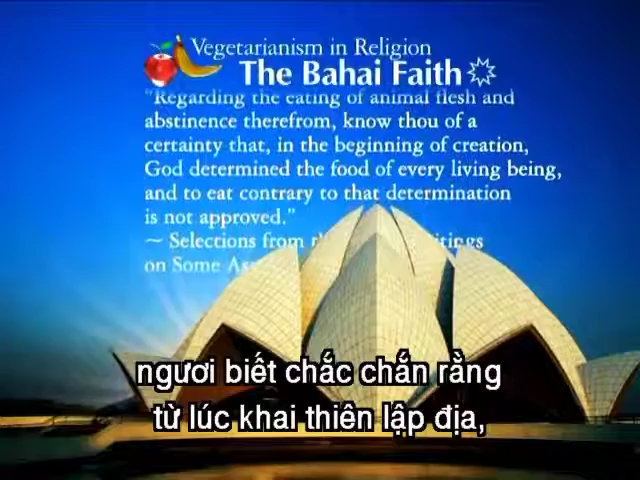 Vegetarianism in Religion
The Bahai Faith
"Regarding the eating of animal flesh and
abstinence therefrom, know thou of a
certainty that, in the beginning of creation,
God determined the food of every living being,
and to eat contrary to that determination
is not approved."
~ Selections from
on Some
ngươi biết chắc chắn rằng
từ lúc khai thiên lập địa,